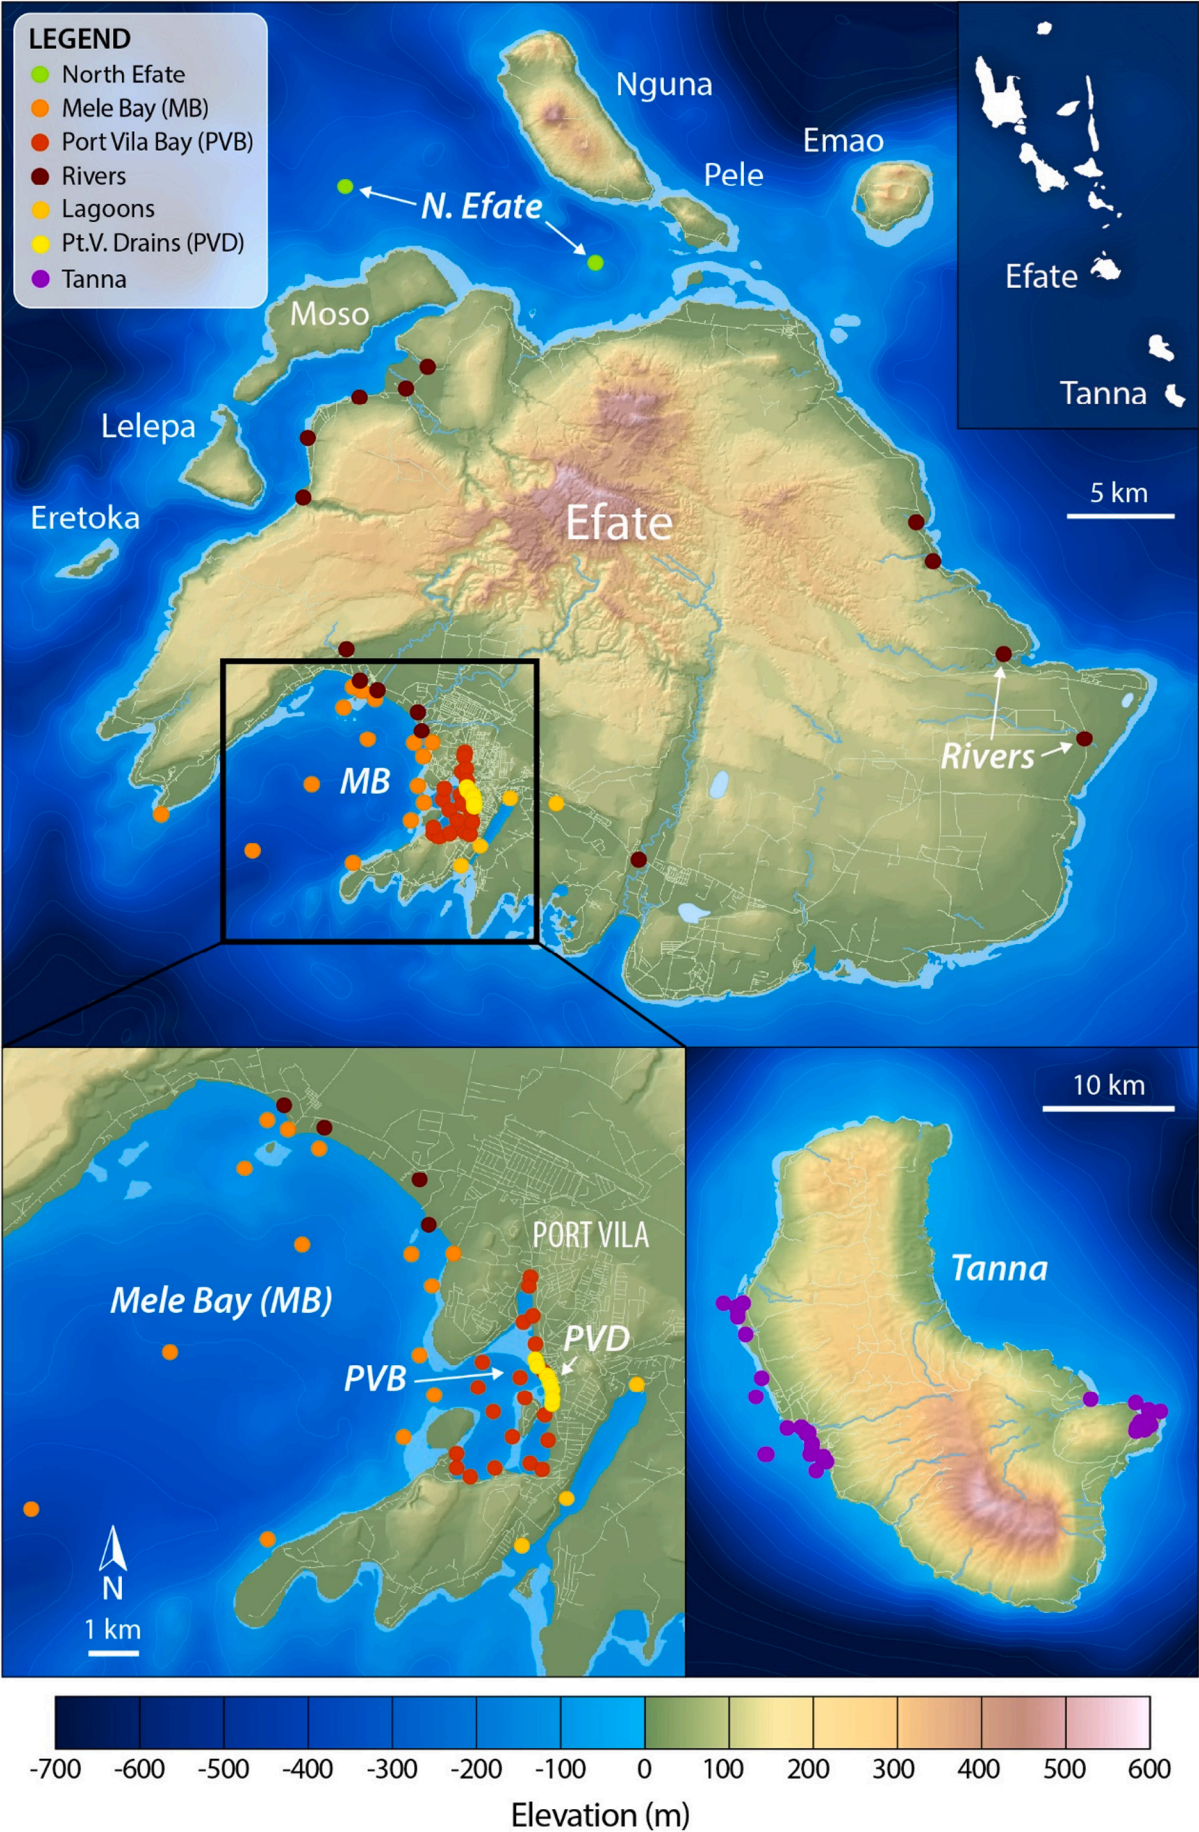 LEGEND
North Efate
Mele Bay (MB)
Port Vila Bay (PVB)
Rivers
Lagoons
Pt.V. Drains (PVD)
Tanna
Nguna
Emao
Pele
N. Efate
Efate
Tanna
Moso
Lelepa
Eretoka
5 km
Efate
Rivers
MB
10 km
PORT VILA
Tanna
Mele Bay (MB)
PVD
PVB
N
1 km
-700 -600 -500 -400 -300 -200 -100 0 100 200 300 400 500 600
Elevation (m)